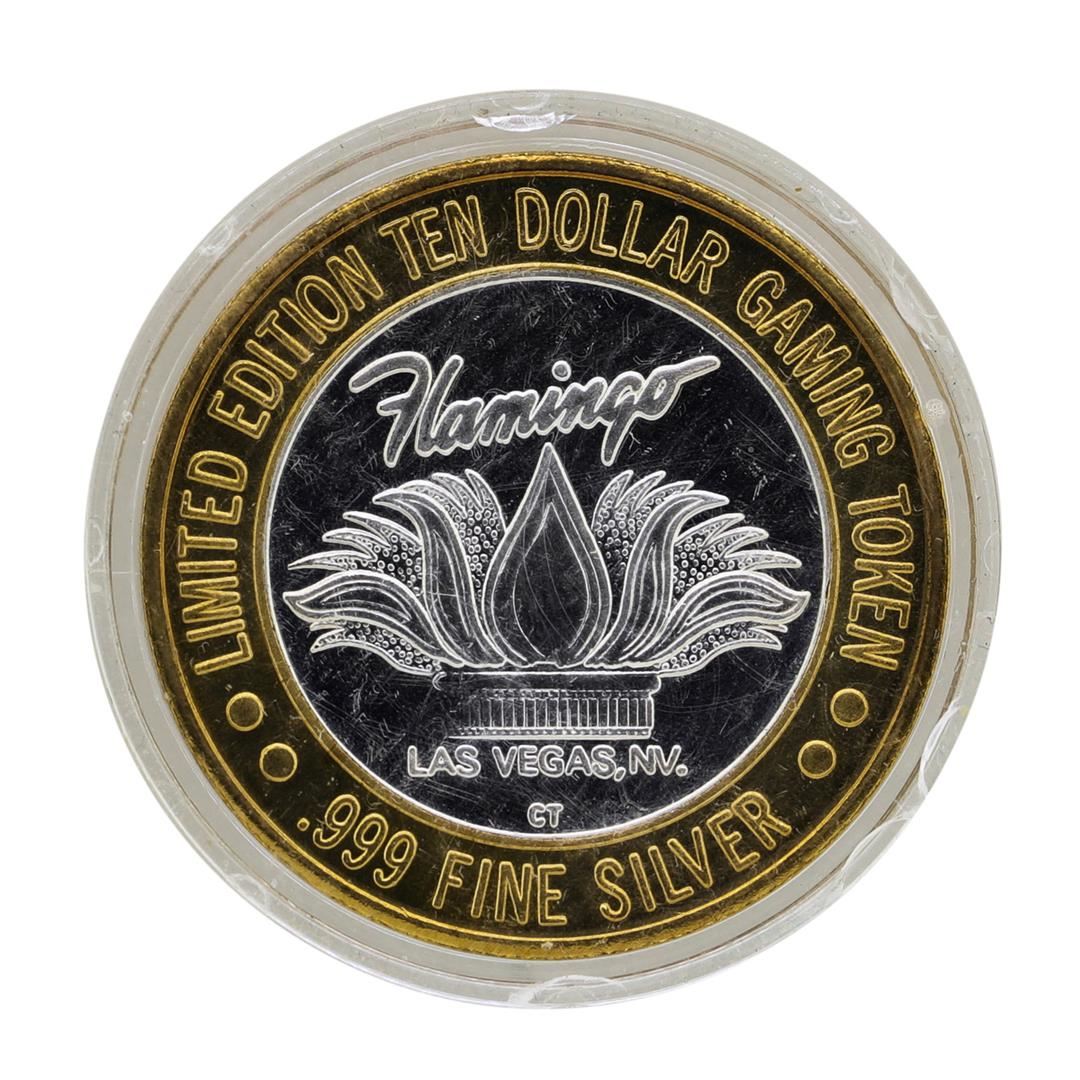 LIMITED EDITION TEN DOLLAR GAMING TOKEN
Flamingo
LAS VEGAS, NV.
CT
.999 FINE SILVER